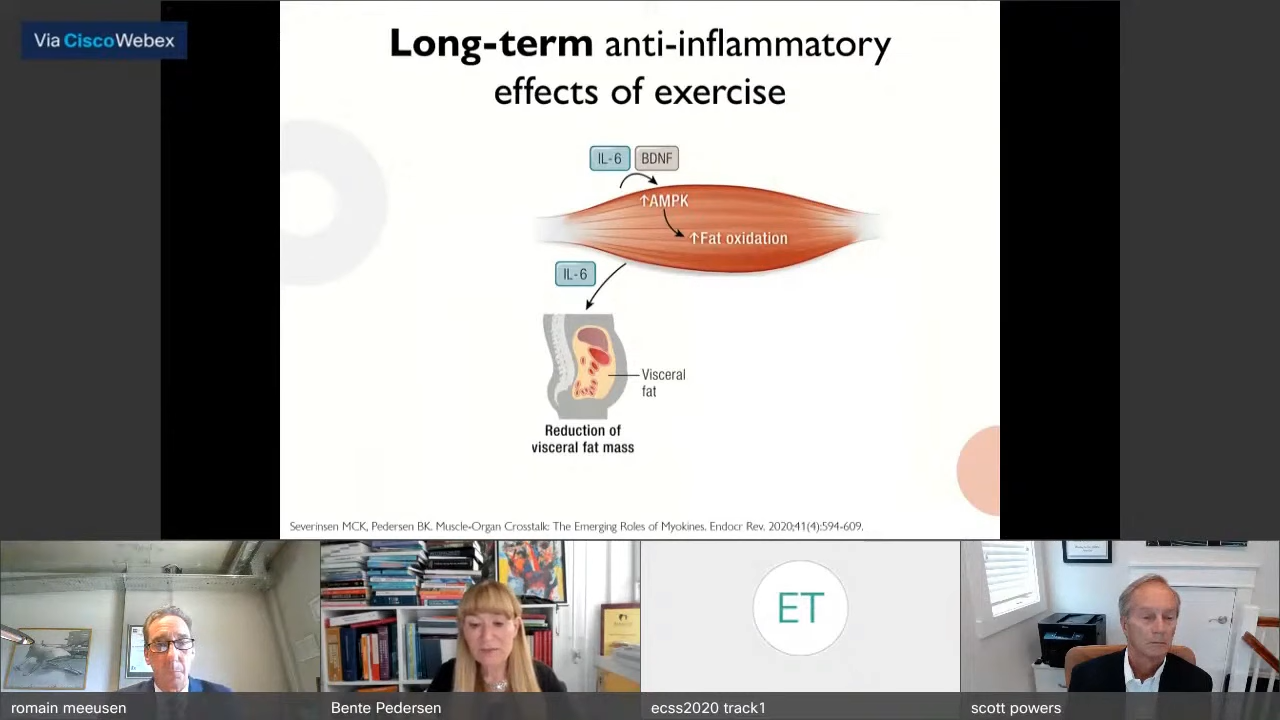 Via Cisco Webex
Long-term anti-inflammatory
effects of exercise
IL-6 BDNF
↑AMPK
↑Fat oxidation
IL-6
Visceral
fat
Reduction of
visceral fat mass
Severinsen MCK, Pedersen BK. Muscle-Organ Crosstalk: The Emerging Roles of Myokines. Endocr Rev. 2020;41(4):594-609.
ET
romain meeusen
Bente Pedersen
ecss2020 track1
scott powers